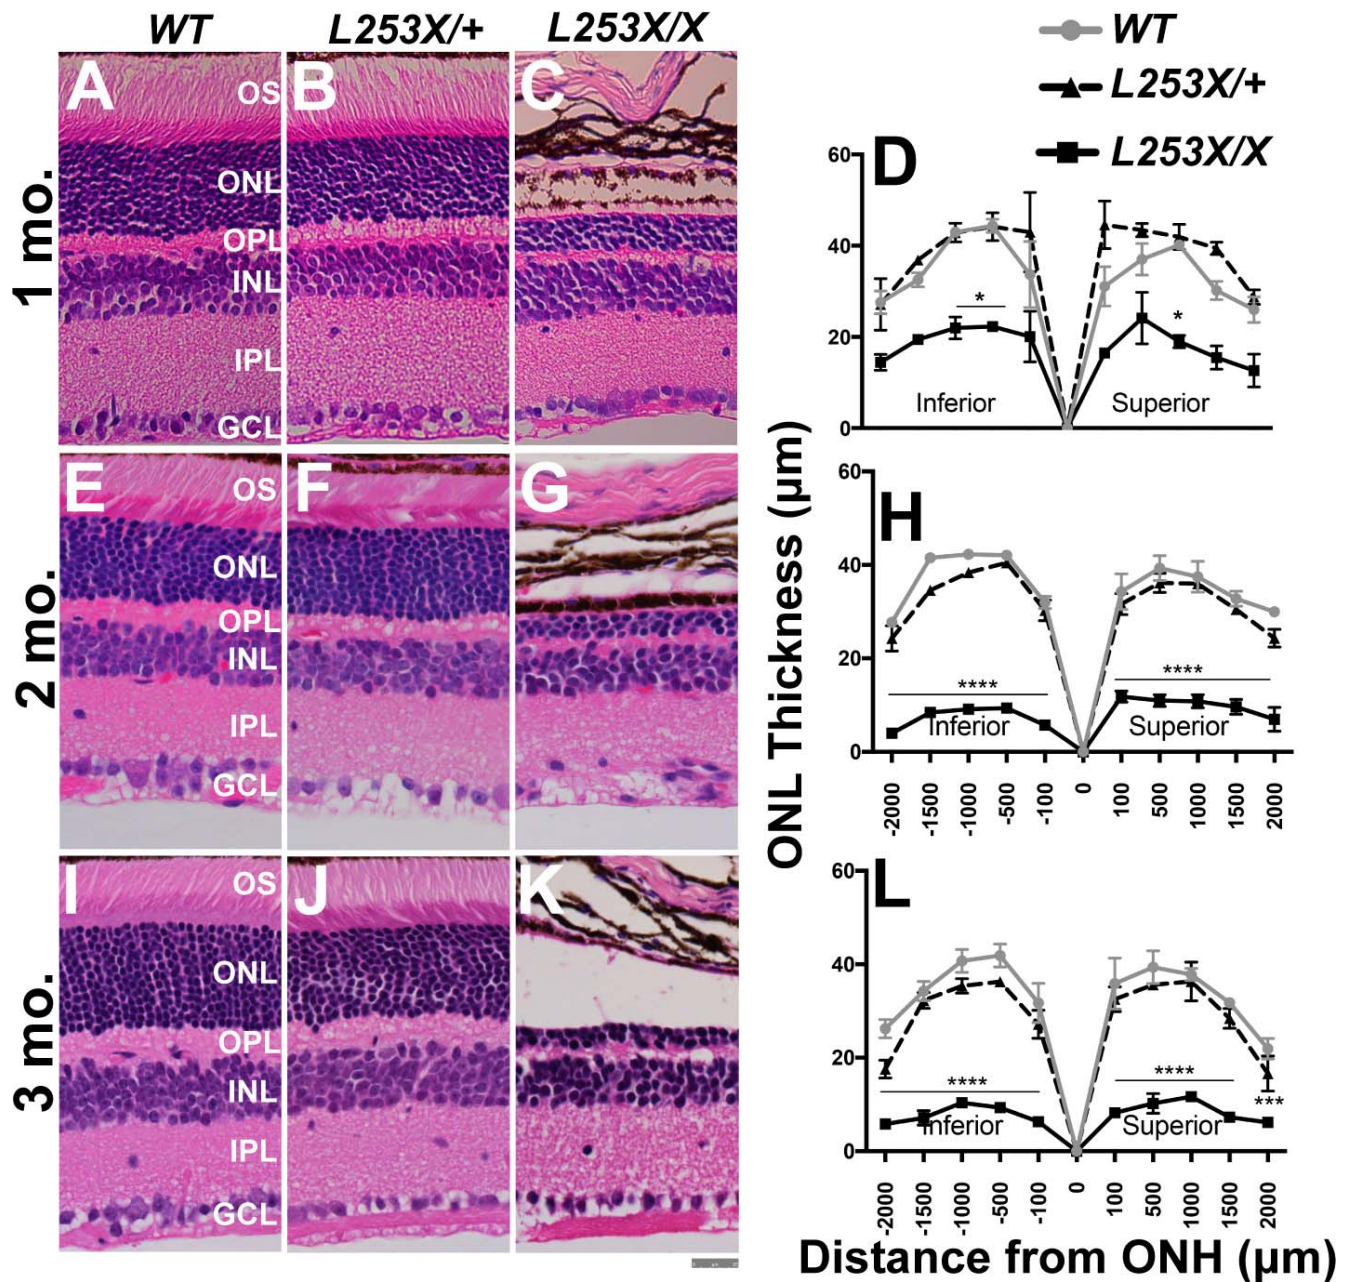 WT L253X/+ L253X/X
WT
L253X/+
L253X/X
1 mo.
A
OS
ONL
OPL
INL
IPL
GCL
B
C
D
60
40
20
0
*
*
Inferior Superior
2 mo.
E
OS
ONL
OPL
INL
IPL
GCL
F
G
H
60
40
20
0
**** ****
Inferior Superior
-2000 -1500 -1000 -500 -100 0 100 500 1000 1500 2000
3 mo.
I
OS
ONL
OPL
INL
IPL
GCL
J
K
L
60
40
20
0
**** **** ***
Inferior Superior
-2000 -1500 -1000 -500 -100 0 100 500 1000 1500 2000
ONL Thickness (µm)
Distance from ONH (µm)